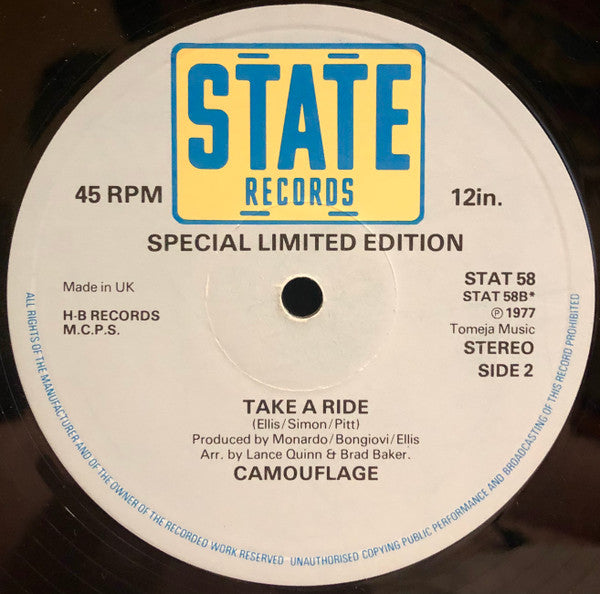 STATE
RECORDS
45 RPM
12in.
SPECIAL LIMITED EDITION
Made in UK
H-B RECORDS
M.C.P.S.
STAT 58
STAT 58B*
℗ 1977
Tomeja Music
STEREO
SIDE 2
TAKE A RIDE
(Ellis/Simon/Pitt)
Produced by Monardo/Bongiovi/Ellis
Arr. by Lance Quinn & Brad Baker.
CAMOUFLAGE
ALL RIGHTS OF THE MANUFACTURER AND OF THE OWNER OF THE RECORDED WORK RESERVED UNAUTHORISED COPYING PUBLIC PERFORMANCE AND BROADCASTING OF THIS RECORD PROHIBITED